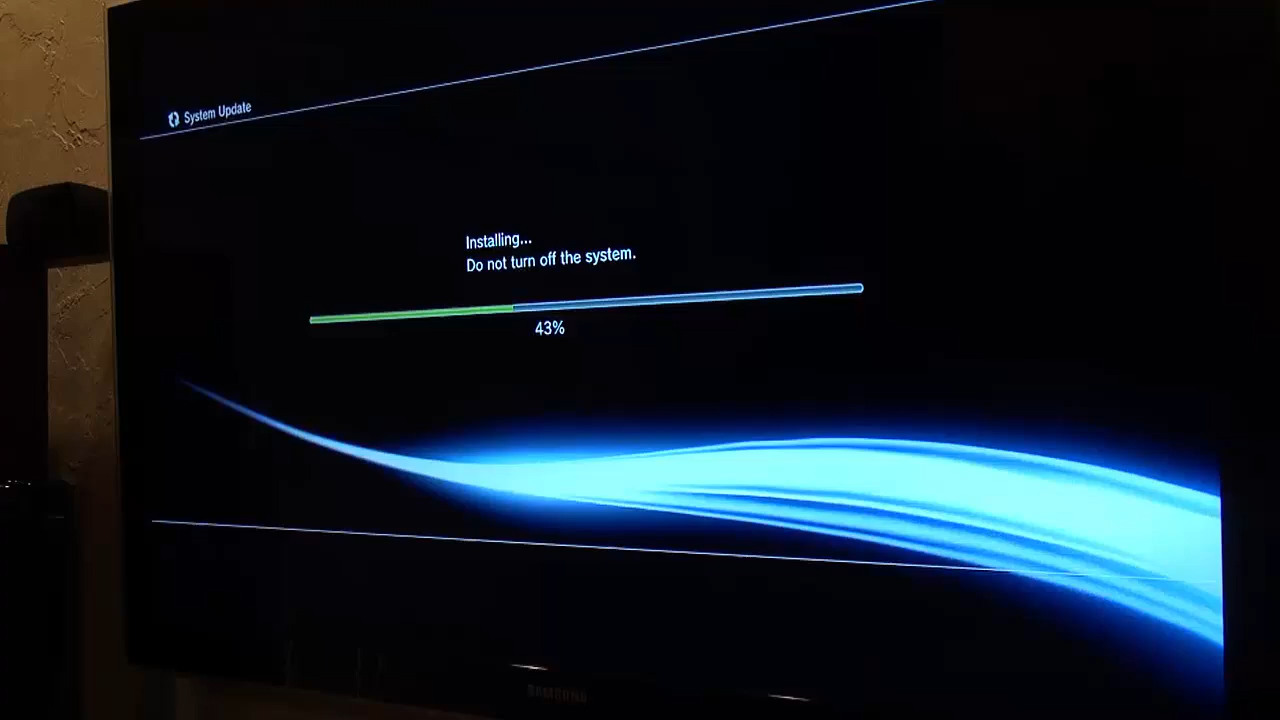 System Update
Installing...
Do not turn off the system.
43%
SAMSUNG